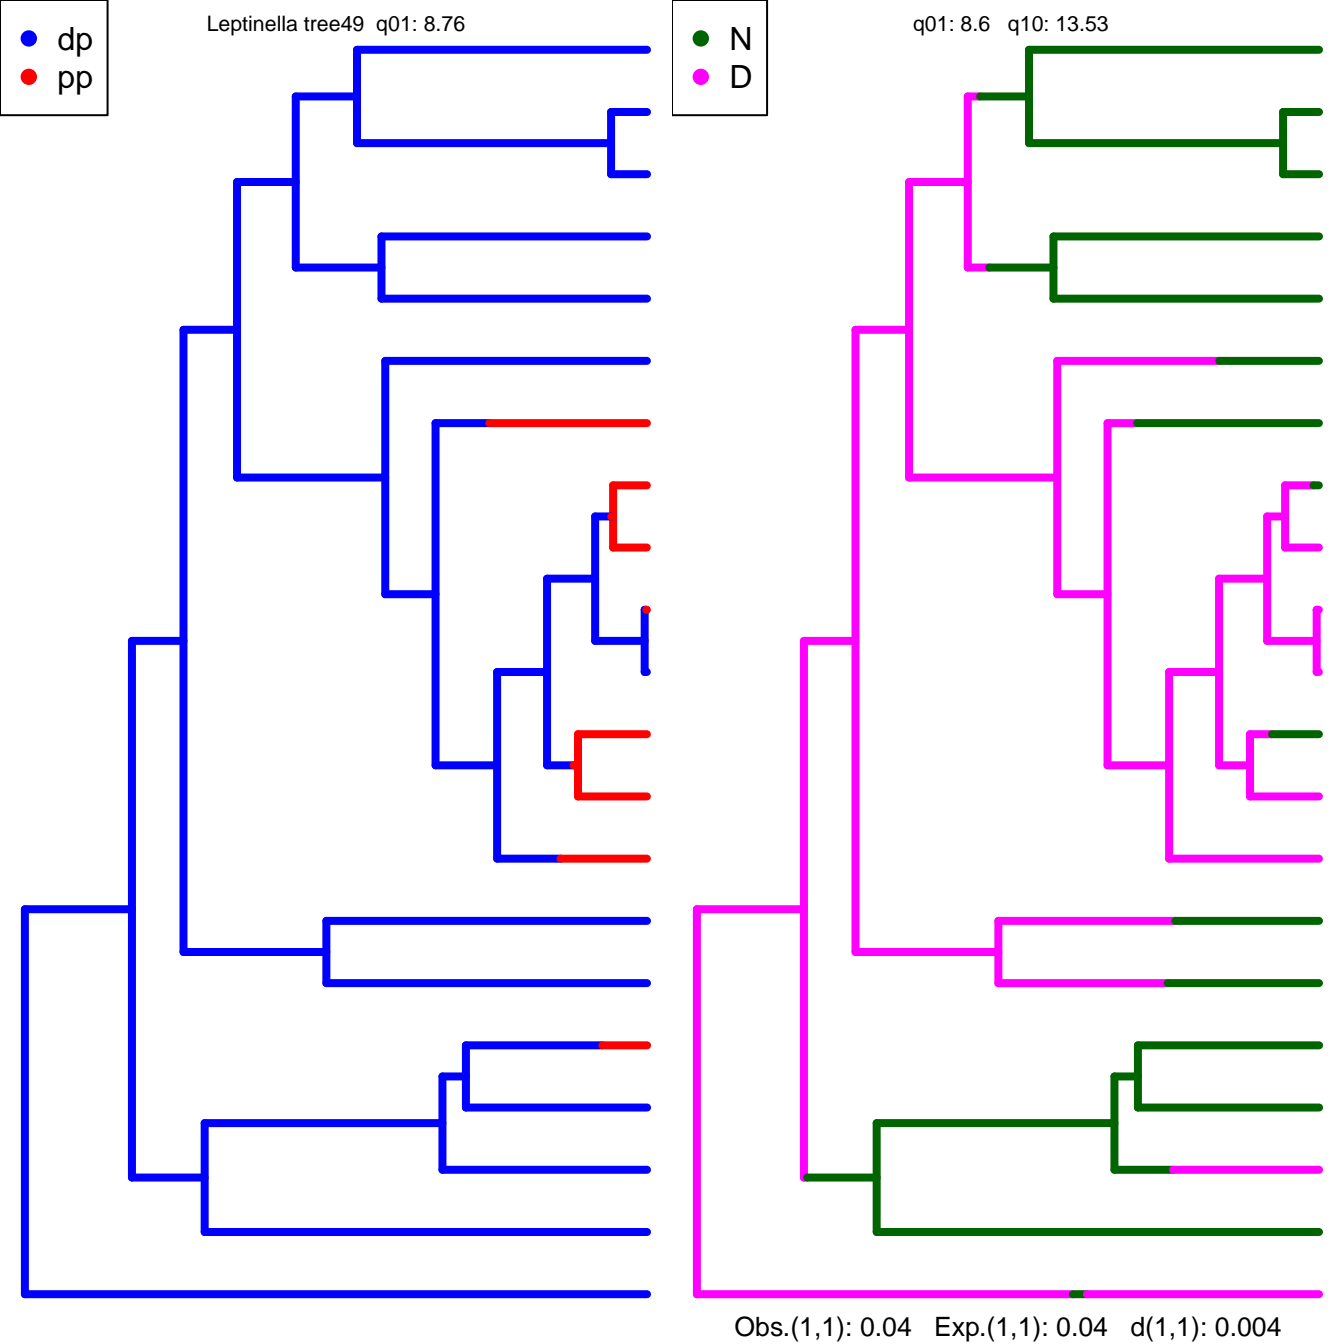 Leptinella tree49 q01: 8.76
dp
pp
q01: 8.6 q10: 13.53
N
D
Obs.(1,1): 0.04 Exp.(1,1): 0.04 d(1,1): 0.004